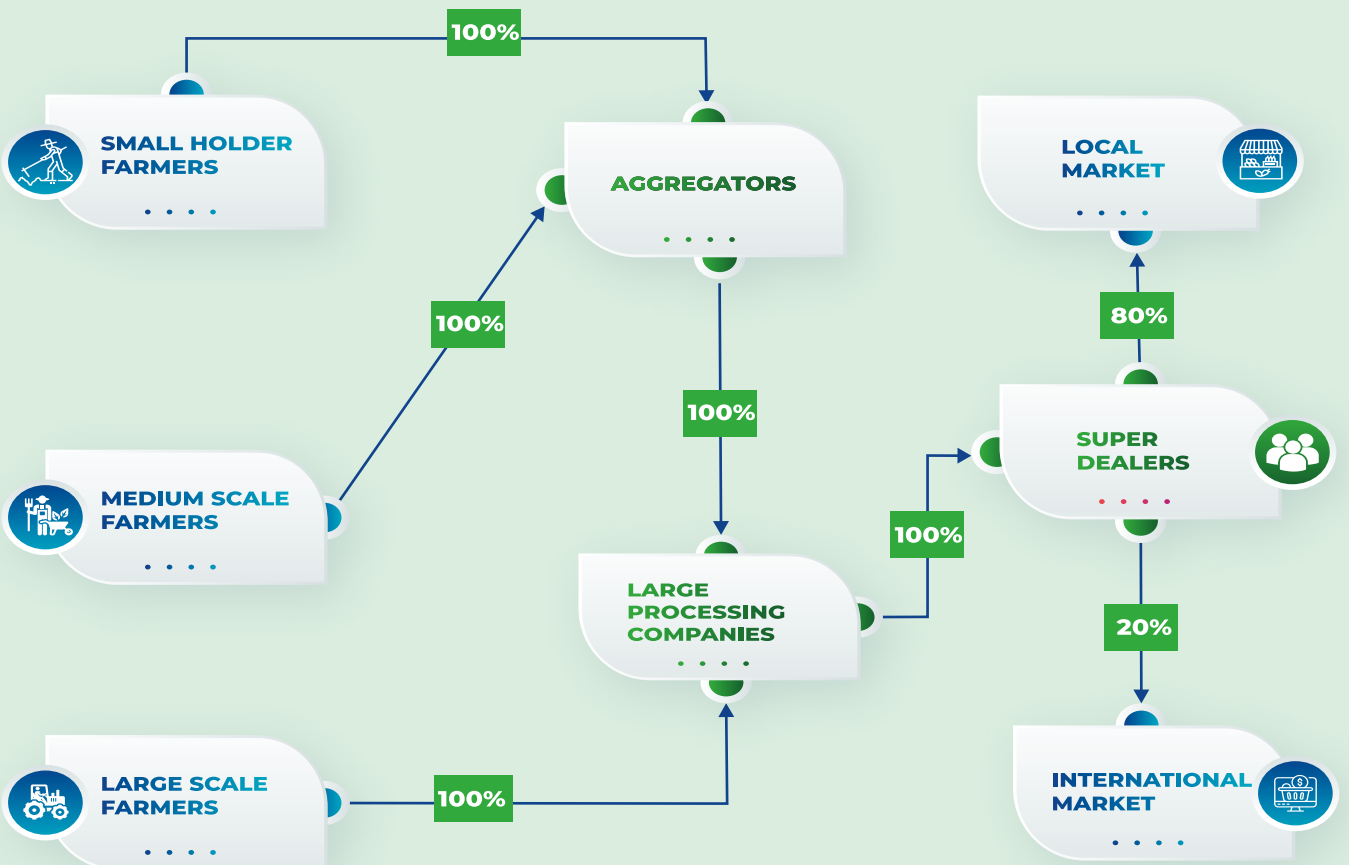 100%
SMALL HOLDER
FARMERS
AGGREGATORS
LOCAL
MARKET
100%
80%
100%
SUPER
DEALERS
MEDIUM SCALE
FARMERS
100%
LARGE
PROCESSING
COMPANIES
20%
LARGE SCALE
FARMERS
100%
INTERNATIONAL
MARKET